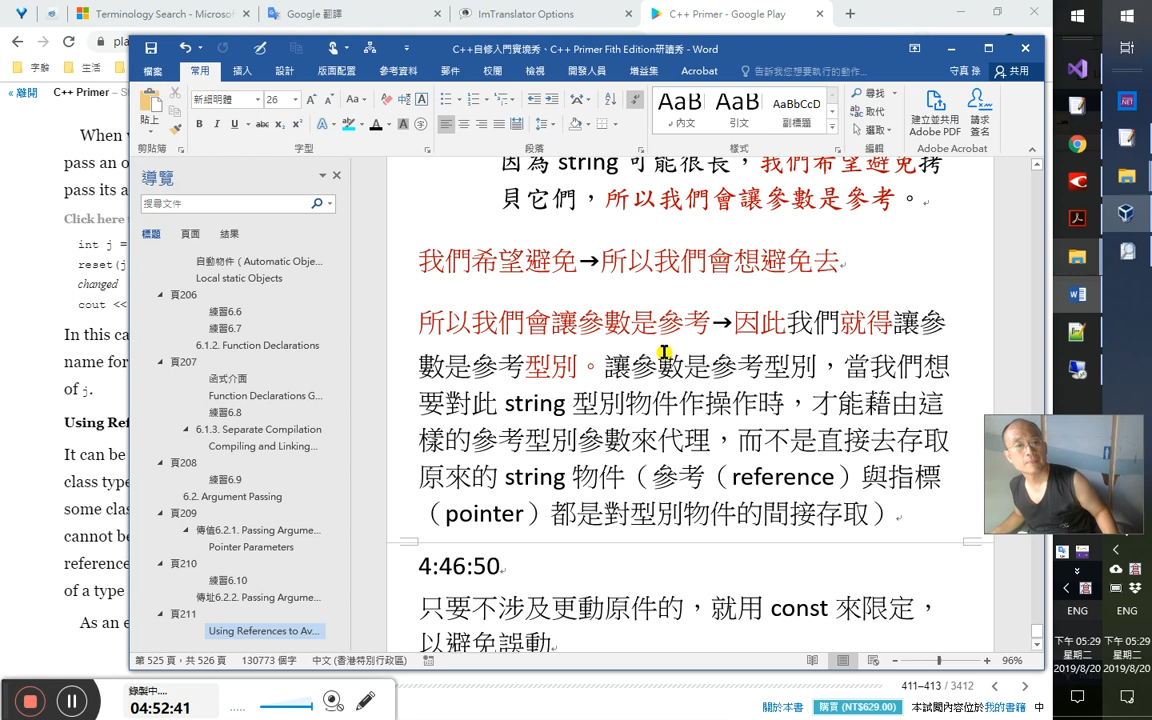 Terminology Search - Microsof
Google 翻譯
ImTranslator Options
C++ Primer - Google Play
字辭
生活
«離開
C++自修入門實境秀、C++ Primer Fith Edition研讀秀 - Word
檔案
常用
插入
設計
版面配置
參考資料
郵件
校閱
檢視
開發人員
增益集
Acrobat
告訴我您想要執行的動作...
守真 孫
共用
貼上
新細明體
26
剪貼簿
字型
段落
AaBb
AaBb
AaBbCcD
內文
引文
副標題
樣式
尋找
取代
選取
編輯
建立並共用
Adobe PDF
請求
簽名
Adobe Acrobat
導覽
搜尋文件
標題
頁面
結果
自動物件（Automatic Obje...
Local static Objects
頁206
練習6.6
練習6.7
6.1.2. Function Declarations
頁207
函式介面
Function Declarations G...
練習6.8
6.1.3. Separate Compilation
Compiling and Linking...
頁208
練習6.9
6.2. Argument Passing
頁209
傳值6.2.1. Passing Argume...
Pointer Parameters
頁210
練習6.10
傳址6.2.2. Passing Argume...
頁211
Using References to Av...
因為 string 可能很長，我們希望避免拷
貝它們，所以我們會讓參數是參考。
我們希望避免→所以我們會想避免去
所以我們會讓參數是參考→因此我們就得讓參
數是參考型別。讓參數是參考型別，當我們想
要對此 string 型別物件作操作時，才能藉由這
樣的參考型別參數來代理，而不是直接去存取
原來的 string 物件（參考（reference）與指標
（pointer）都是對型別物件的間接存取）
4:46:50
只要不涉及更動原件的，就用 const 來限定，
以避免誤動
第 525 頁，共 526 頁
130773 個字
中文 (香港特別行政區)
96%
When
pass an o
pass its a
Click here
int j =
reset(j
changed
cout <<
In this ca
name for
of j.
Using Ref
It can be
class type
some clas
cannot be
reference
of a type
As an e
錄製中....
04:52:41
411–413 / 3412
關於本書
購買 (NT$629.00)
本試閱內容位於我的書籍 中
ENG
下午 05:29
星期二
2019/8/20
ENG
下午 05:29
星期二
2019/8/20